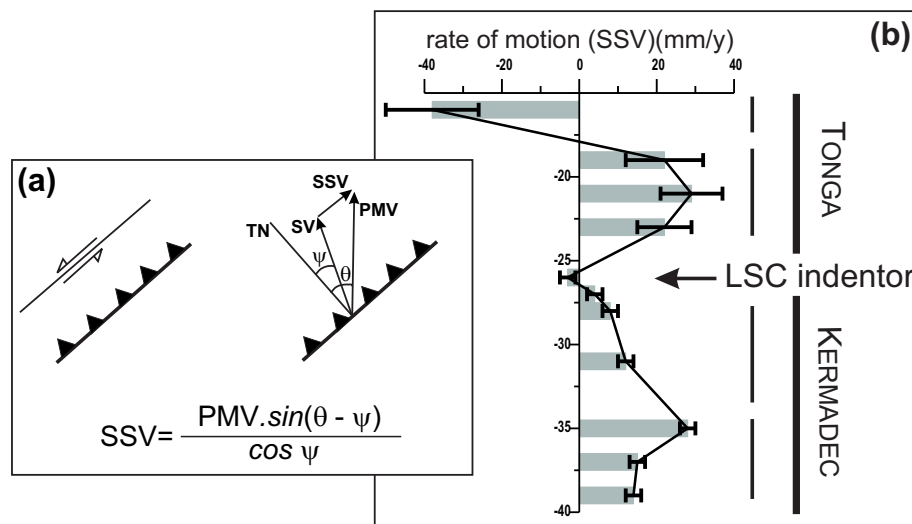 (a)
TN
SV
SSV
PMV
ψ
θ
SSV= PMV.sin(θ - ψ)
cos ψ
(b)
rate of motion (SSV)(mm/y)
-40 -20 0 20 40
-20
-25
-30
-35
-40
TONGA
LSC indentor
KERMADEC